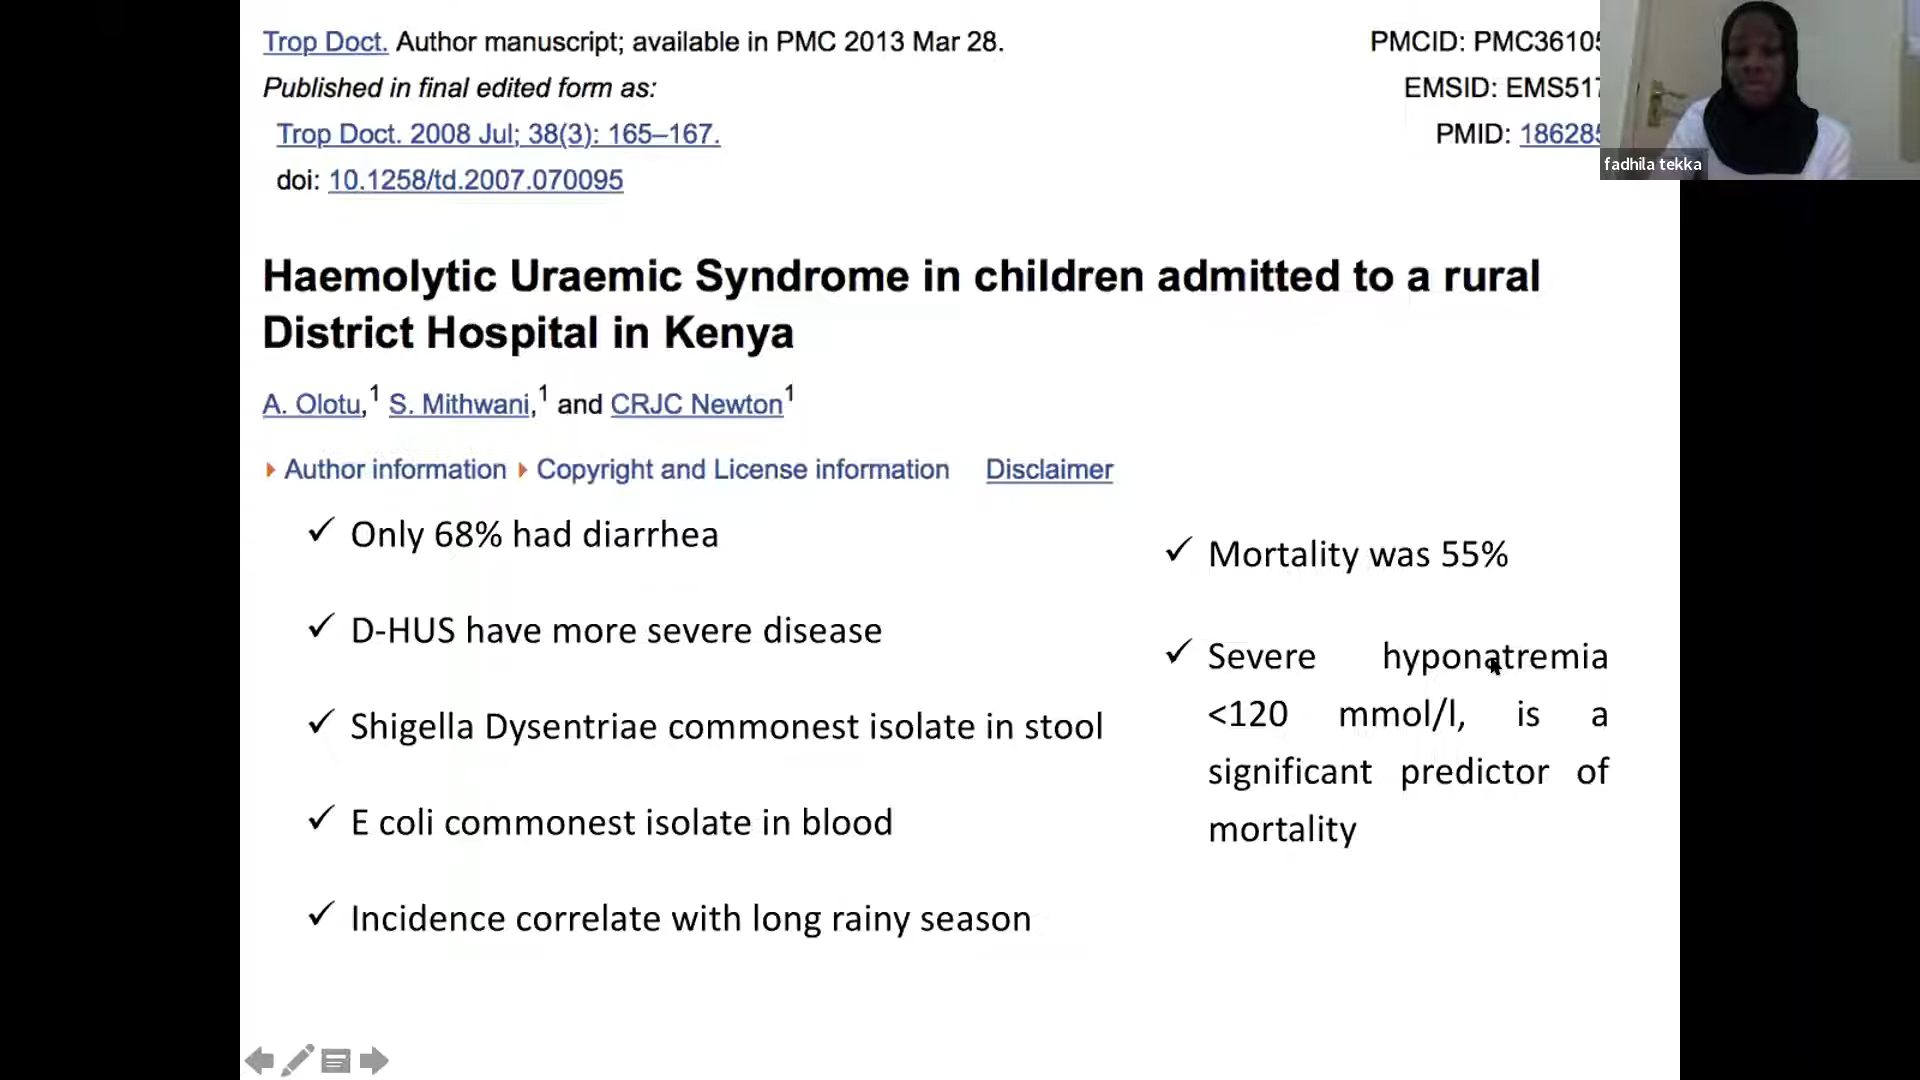 Trop Doct. Author manuscript; available in PMC 2013 Mar 28.
Published in final edited form as:
Trop Doct. 2008 Jul; 38(3): 165–167.
doi: 10.1258/td.2007.070095
PMCID: PMC3610
EMSID: EMS517
PMID: 18628
fadhila tekka
Haemolytic Uraemic Syndrome in children admitted to a rural
District Hospital in Kenya
A. Olotu,1 S. Mithwani,1 and CRJC Newton1
Author information Copyright and License information Disclaimer
✓ Only 68% had diarrhea
✓ D-HUS have more severe disease
✓ Shigella Dysentriae commonest isolate in stool
✓ E coli commonest isolate in blood
✓ Incidence correlate with long rainy season
✓ Mortality was 55%
✓ Severe hyponatremia
<120 mmol/l, is a
significant predictor of
mortality